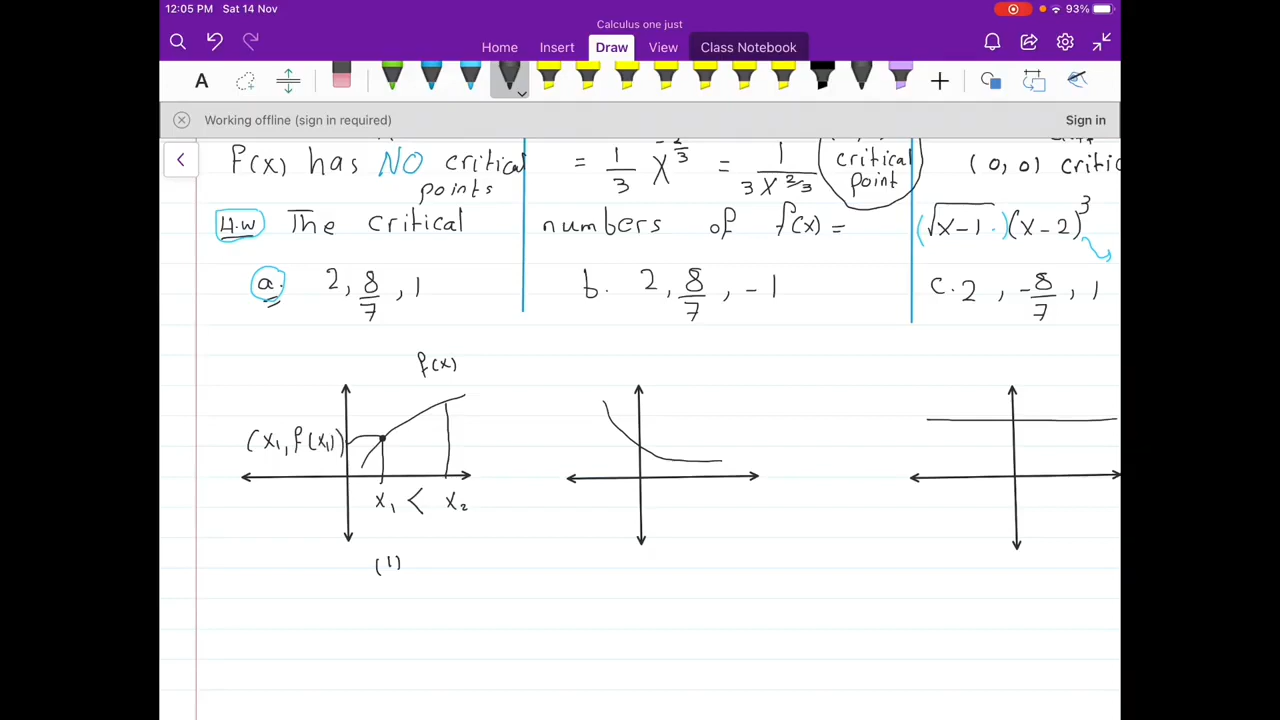 12:05 PM Sat 14 Nov 93%
Calculus one just
Home Insert Draw View Class Notebook
A
Working offline (sign in required) Sign in
f(x) has NO critical points
= 1/3 x^(-2/3) = 1/(3x^(2/3))
critical point
(0,0) critic
H.w The critical numbers of f(x) = (√x-1)(x-2)^3
a. 2, 8/7, 1 b. 2, 8/7, -1 c. 2, -8/7, 1
f(x)
(x₁, f(x₁))
x₁ < x₂
(1)